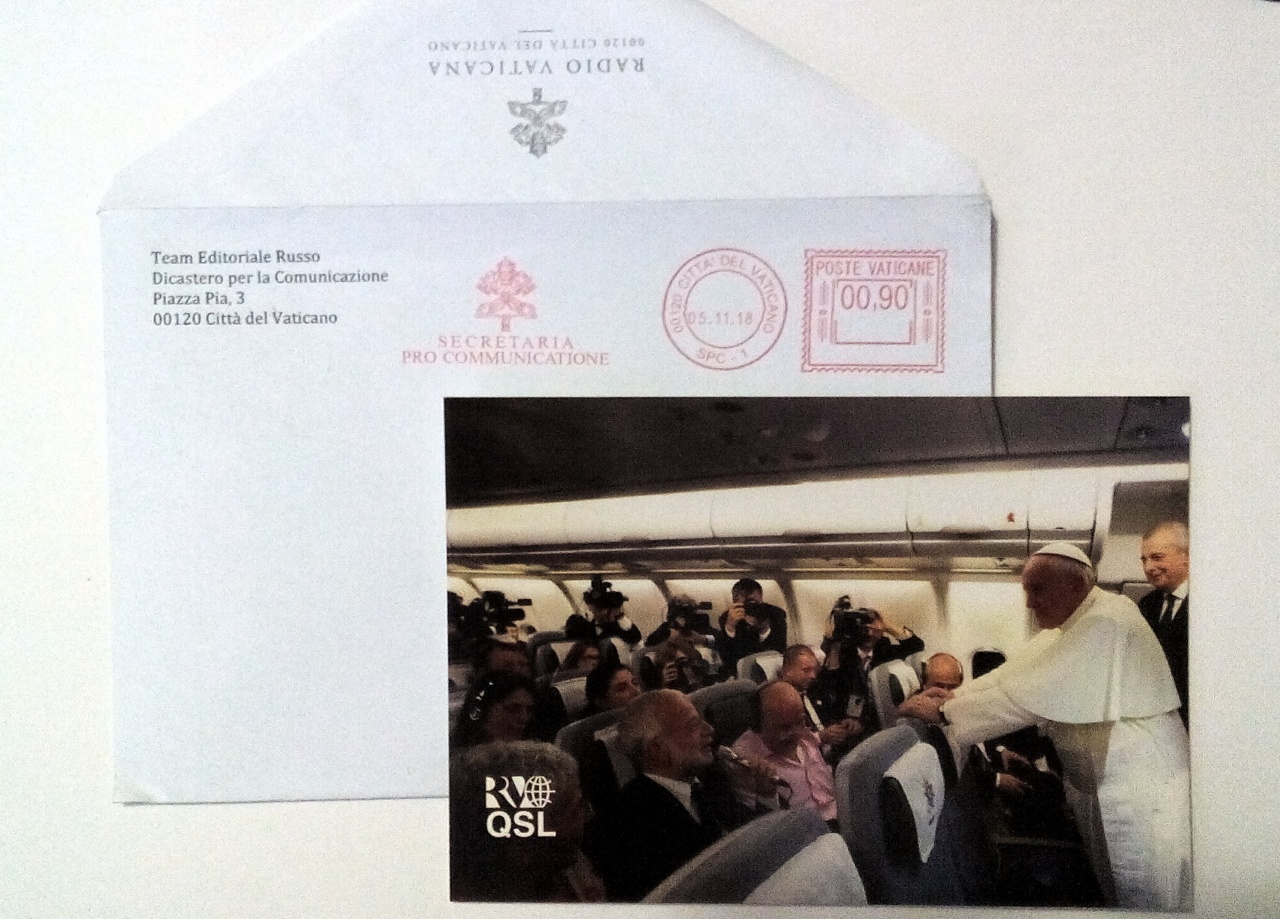 RADIO VATICANA
00120 CITTÀ DEL VATICANO
Team Editoriale Russo
Dicastero per la Comunicazione
Piazza Pia, 3
00120 Città del Vaticano
SECRETARIA
PRO COMMUNICATIONE
00120 CITTA' DEL VATICANO
05.11.18
SPC - 1
POSTE VATICANE
00,90
RV
QSL